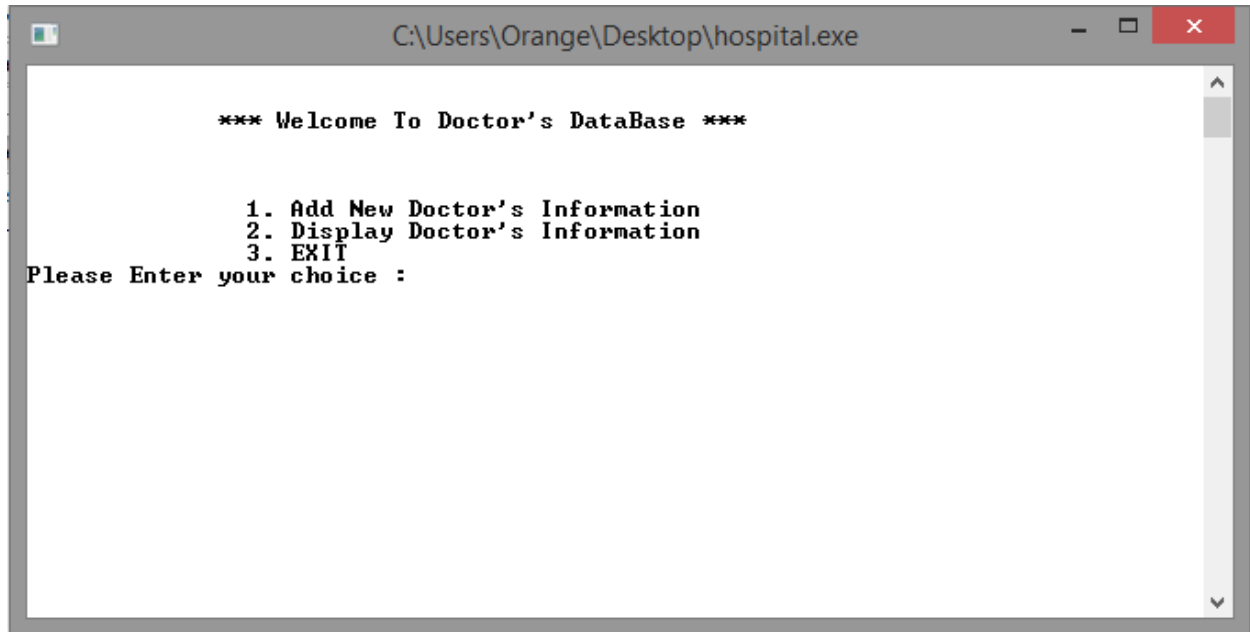 C:\Users\Orange\Desktop\hospital.exe
*** Welcome To Doctor's DataBase ***
1. Add New Doctor's Information
2. Display Doctor's Information
3. EXIT
Please Enter your choice :